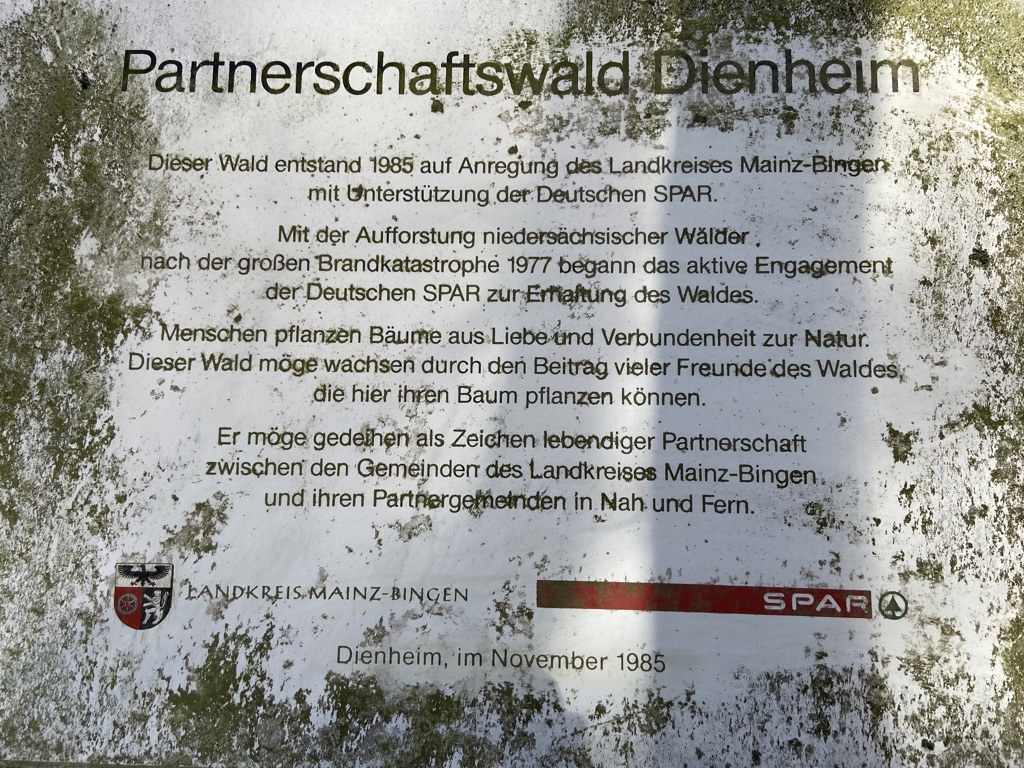 Partnerschaftswald Dienheim
Dieser Wald entstand 1985 auf Anregung des Landkreises Mainz-Bingen
mit Unterstützung der Deutschen SPAR.
Mit der Aufforstung niedersächsischer Wälder
nach der großen Brandkatastrophe 1977 begann das aktive Engagement
der Deutschen SPAR zur Erhaltung des Waldes.
Menschen pflanzen Bäume aus Liebe und Verbundenheit zur Natur.
Dieser Wald möge wachsen durch den Beitrag vieler Freunde des Waldes,
die hier ihren Baum pflanzen können.
Er möge gedeihen als Zeichen lebendiger Partnerschaft
zwischen den Gemeinden des Landkreises Mainz-Bingen
und ihren Partnergemeinden in Nah und Fern.
LANDKREIS MAINZ-BINGEN
SPAR
Dienheim, im November 1985